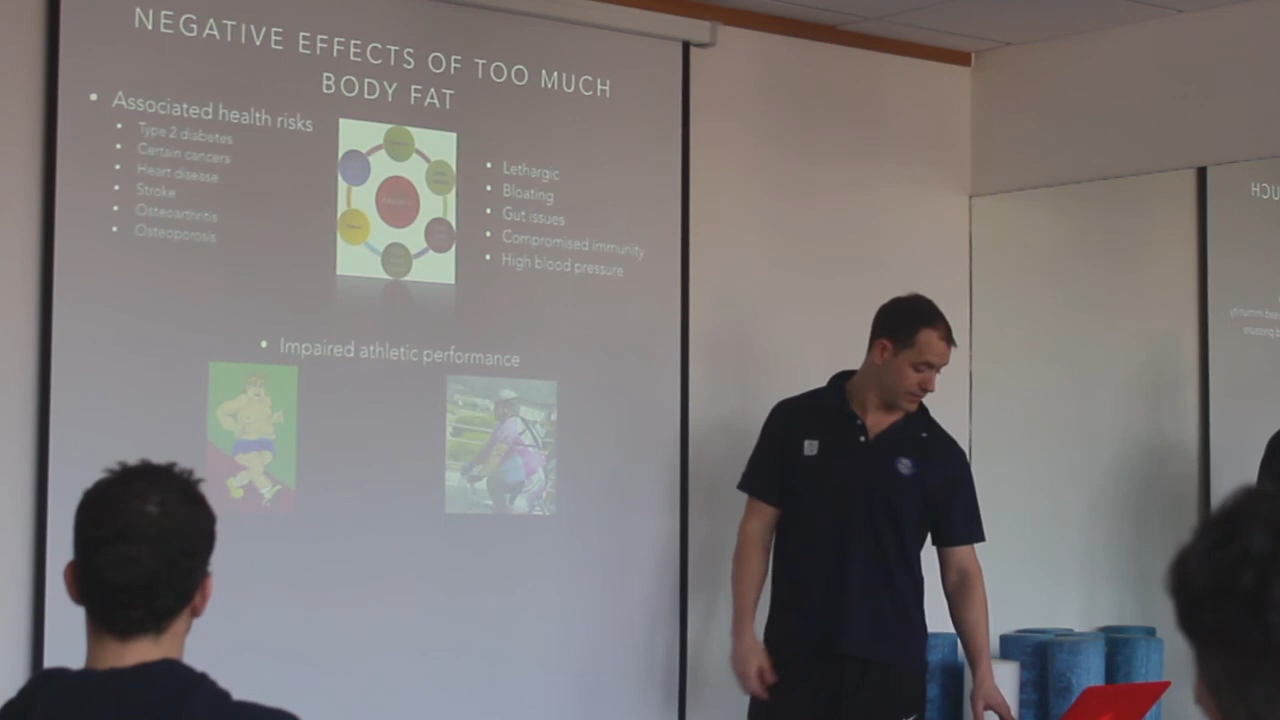 NEGATIVE EFFECTS OF TOO MUCH
BODY FAT
• Associated health risks
• Type 2 diabetes
• Certain cancers
• Heart disease
• Stroke
• Osteoarthritis
• Osteoporosis
• Lethargic
• Bloating
• Gut issues
• Compromised immunity
• High blood pressure
• Impaired athletic performance